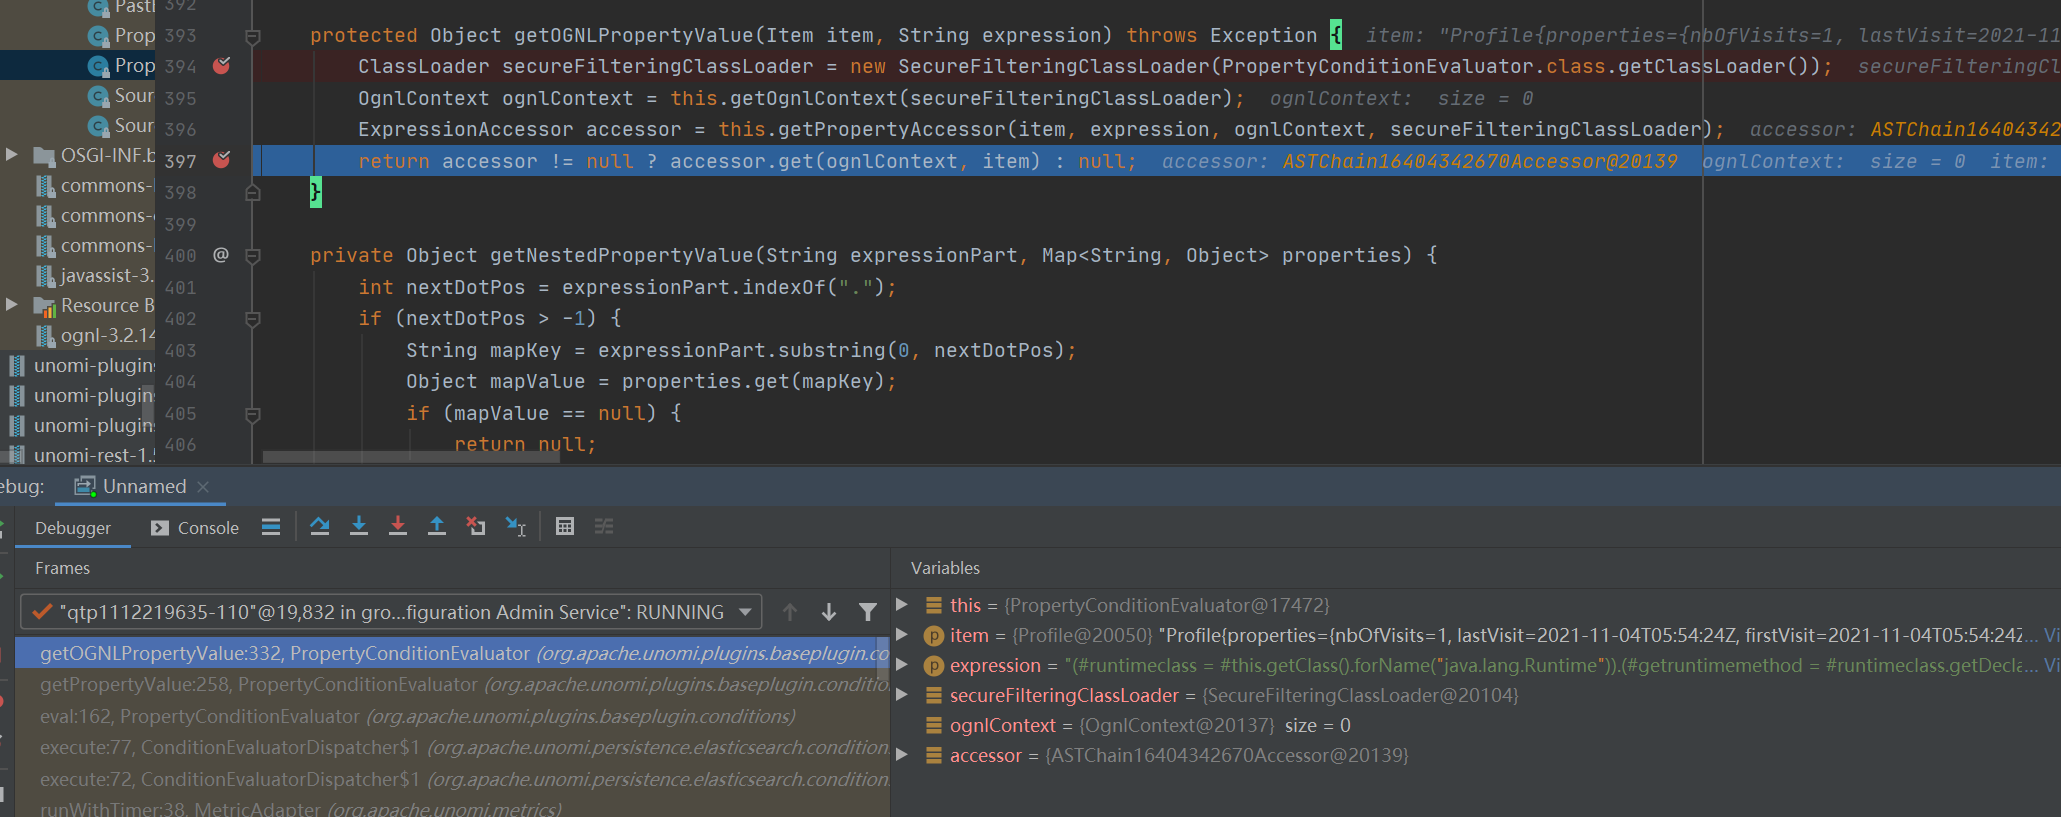 392
393 protected Object getOGNLPropertyValue(Item item, String expression) throws Exception { item: "Profile{properties={nbOfVisits=1, lastVisit=2021-11
394 ClassLoader secureFilteringClassLoader = new SecureFilteringClassLoader(PropertyConditionEvaluator.class.getClassLoader()); secureFilteringCl
395 OgnlContext ognlContext = this.getOgnlContext(secureFilteringClassLoader); ognlContext: size = 0
396 ExpressionAccessor accessor = this.getPropertyAccessor(item, expression, ognlContext, secureFilteringClassLoader); accessor: ASTChain16404342
397 return accessor != null ? accessor.get(ognlContext, item) : null; accessor: ASTChain16404342670Accessor@20139 ognlContext: size = 0 item:
398 }
399
400 @ private Object getNestedPropertyValue(String expressionPart, Map<String, Object> properties) {
401 int nextDotPos = expressionPart.indexOf(".");
402 if (nextDotPos > -1) {
403 String mapKey = expressionPart.substring(0, nextDotPos);
404 Object mapValue = properties.get(mapKey);
405 if (mapValue == null) {
406 return null;
Prop
Prop
Sour
Sour
OSGI-INF.b
commons-
commons-
commons-
javassist-3.
Resource B
ognl-3.2.14
unomi-plugins
unomi-plugins
unomi-plugins
unomi-rest-1.5
ebug: Unnamed
Debugger Console
Frames
"qtp1112219635-110"@19,832 in gro...figuration Admin Service": RUNNING
getOGNLPropertyValue:332, PropertyConditionEvaluator (org.apache.unomi.plugins.baseplugin.co
getPropertyValue:258, PropertyConditionEvaluator (org.apache.unomi.plugins.baseplugin.condition
eval:162, PropertyConditionEvaluator (org.apache.unomi.plugins.baseplugin.conditions)
execute:77, ConditionEvaluatorDispatcher$1 (org.apache.unomi.persistence.elasticsearch.condition
execute:72, ConditionEvaluatorDispatcher$1 (org.apache.unomi.persistence.elasticsearch.condition
runWithTimer:38, MetricAdapter (org.apache.unomi.metrics)
Variables
this = {PropertyConditionEvaluator@17472}
item = {Profile@20050} "Profile{properties={nbOfVisits=1, lastVisit=2021-11-04T05:54:24Z, firstVisit=2021-11-04T05:54:24Z... Vi
expression = "(#runtimeclass = #this.getClass().forName("java.lang.Runtime")).(#getruntimemethod = #runtimeclass.getDecla... Vi
secureFilteringClassLoader = {SecureFilteringClassLoader@20104}
ognlContext = {OgnlContext@20137} size = 0
accessor = {ASTChain16404342670Accessor@20139}